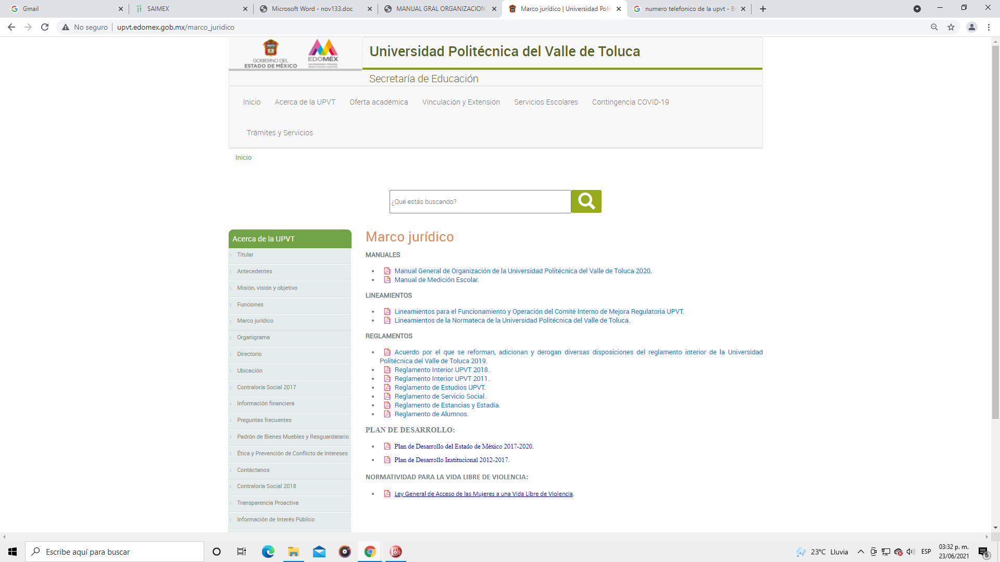 Gmail
SAIMEX
Microsoft Word - nov133.doc
MANUAL GRAL ORGANIZACION
Marco jurídico | Universidad Polit
numero telefonico de la upvt - B
No seguro
upvt.edomex.gob.mx/marco_juridico
GOBIERNO DEL
ESTADO DE MÉXICO
EDOMÉX
DECISIONES FIRMES, RESULTADOS FUERTES.
Universidad Politécnica del Valle de Toluca
Secretaría de Educación
Inicio
Acerca de la UPVT
Oferta académica
Vinculación y Extensión
Servicios Escolares
Contingencia COVID-19
Trámites y Servicios
Inicio
¿Qué estás buscando?
Acerca de la UPVT
Titular
Antecedentes
Misión, visión y objetivo
Funciones
Marco jurídico
Organigrama
Directorio
Ubicación
Contraloría Social 2017
Información financiera
Preguntas frecuentes
Padrón de Bienes Muebles y Resguardatario
Ética y Prevención de Conflicto de Intereses
Contáctanos
Contraloría Social 2018
Transparencia Proactiva
Información de Interés Público
Marco jurídico
MANUALES
Manual General de Organización de la Universidad Politécnica del Valle de Toluca 2020.
Manual de Medición Escolar.
LINEAMIENTOS
Lineamientos para el Funcionamiento y Operación del Comité Interno de Mejora Regulatoria UPVT.
Lineamientos de la Normateca de la Universidad Politécnica del Valle de Toluca.
REGLAMENTOS
Acuerdo por el que se reforman, adicionan y derogan diversas disposiciones del reglamento interior de la Universidad
Politécnica del Valle de Toluca 2019.
Reglamento Interior UPVT 2018.
Reglamento Interior UPVT 2011.
Reglamento de Estudios UPVT.
Reglamento de Servicio Social.
Reglamento de Estancias y Estadía.
Reglamento de Alumnos.
PLAN DE DESARROLLO:
Plan de Desarrollo del Estado de México 2017-2020.
Plan de Desarrollo Institucional 2012-2017.
NORMATIVIDAD PARA LA VIDA LIBRE DE VIOLENCIA:
Ley General de Acceso de las Mujeres a una Vida Libre de Violencia.
Escribe aquí para buscar
23°C Lluvia
ESP
03:32 p. m.
23/06/2021
6